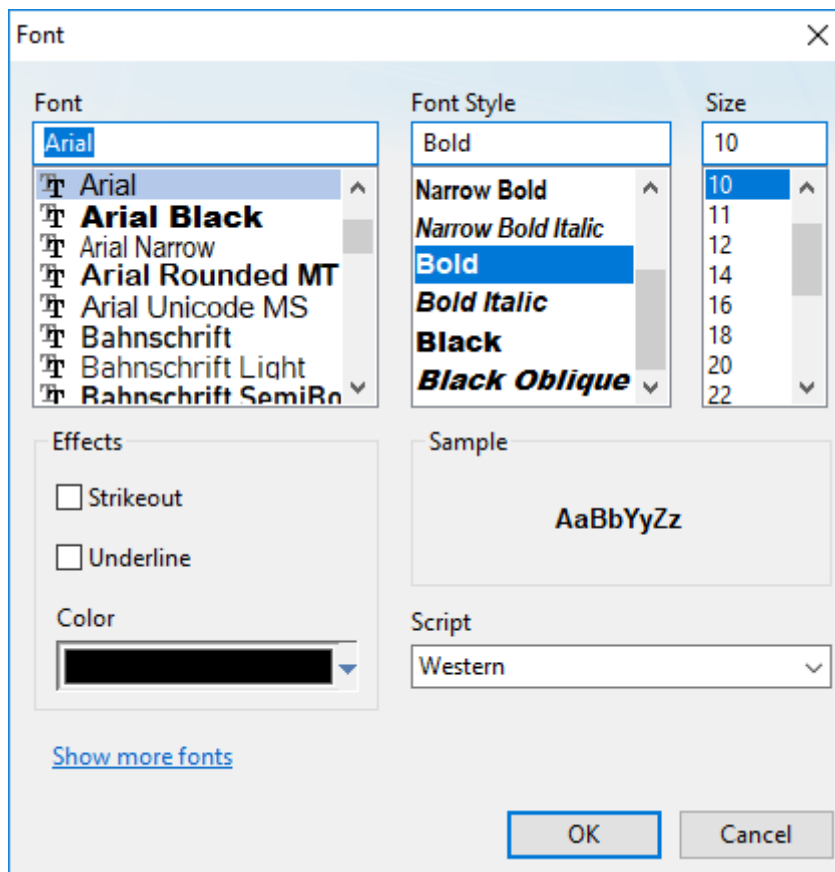 Font
Font
Font Style
Size
Arial
Bold
10
Arial
Arial Black
Arial Narrow
Arial Rounded MT
Arial Unicode MS
Bahnschrift
Bahnschrift Light
Bahnschrift SemiBo
Narrow Bold
Narrow Bold Italic
Bold
Bold Italic
Black
Black Oblique
10
11
12
14
16
18
20
22
Effects
Strikeout
Underline
Color
Sample
AaBbYyZz
Script
Western
Show more fonts
OK
Cancel